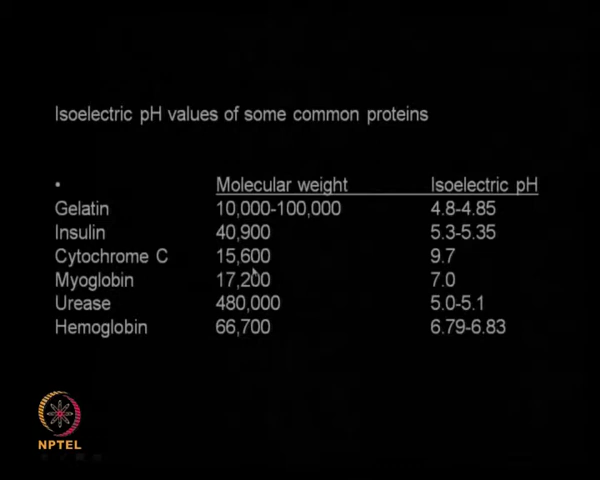 Isoelectric pH values of some common proteins
• Molecular weight Isoelectric pH
Gelatin 10,000-100,000 4.8-4.85
Insulin 40,900 5.3-5.35
Cytochrome C 15,600 9.7
Myoglobin 17,200 7.0
Urease 480,000 5.0-5.1
Hemoglobin 66,700 6.79-6.83
NPTEL